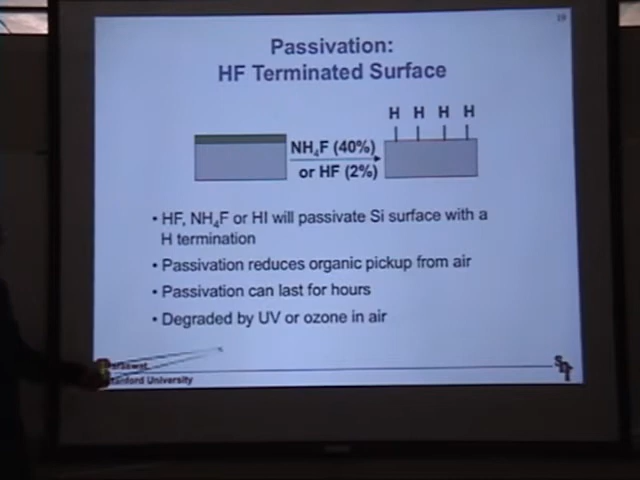 19
Passivation:
HF Terminated Surface
H H H H
NH₄F (40%)
or HF (2%)
• HF, NH₄F or HI will passivate Si surface with a
H termination
• Passivation reduces organic pickup from air
• Passivation can last for hours
• Degraded by UV or ozone in air
University